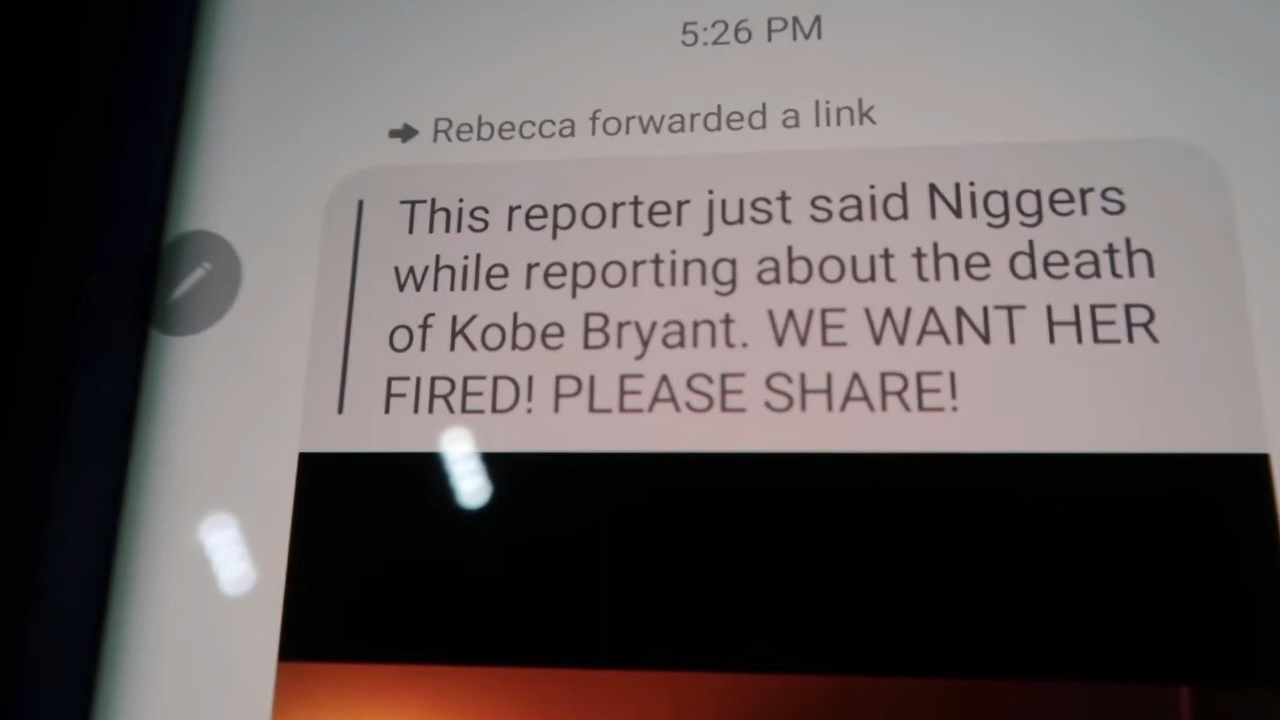 5:26 PM
Rebecca forwarded a link
This reporter just said Niggers
while reporting about the death
of Kobe Bryant. WE WANT HER
FIRED! PLEASE SHARE!